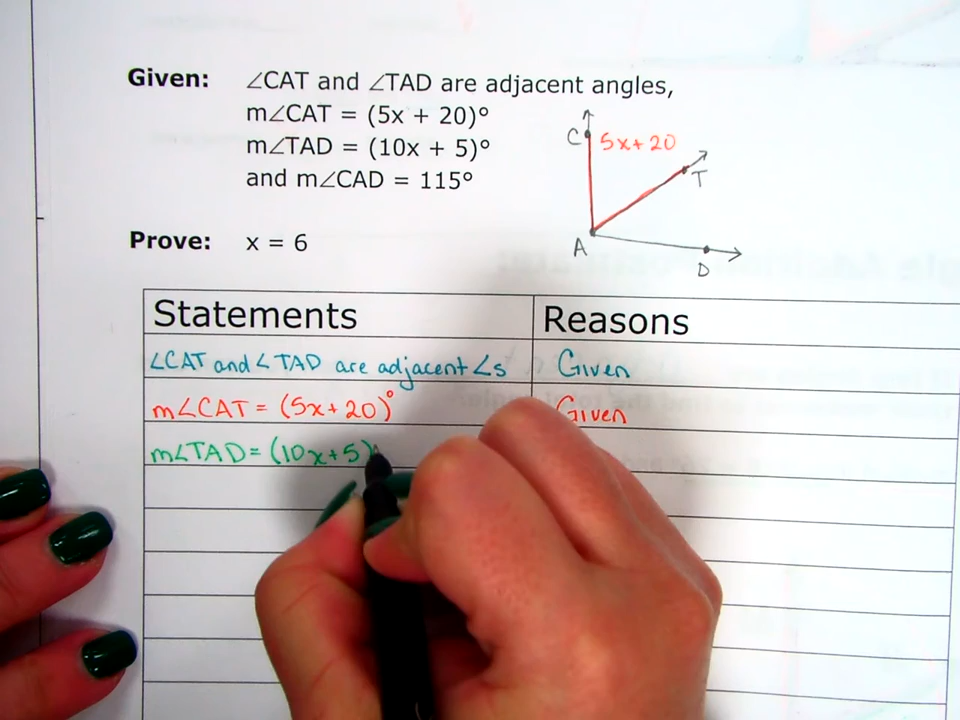 Given: ∠CAT and ∠TAD are adjacent angles,
m∠CAT = (5x + 20)º
m∠TAD = (10x + 5)º
and m∠CAD = 115º
C 5x+20
T
A
D
Prove: x = 6
Statements Reasons
∠CAT and ∠TAD are adjacent ∠s Given
m∠CAT = (5x+20)° Given
m∠TAD = (10x+5)